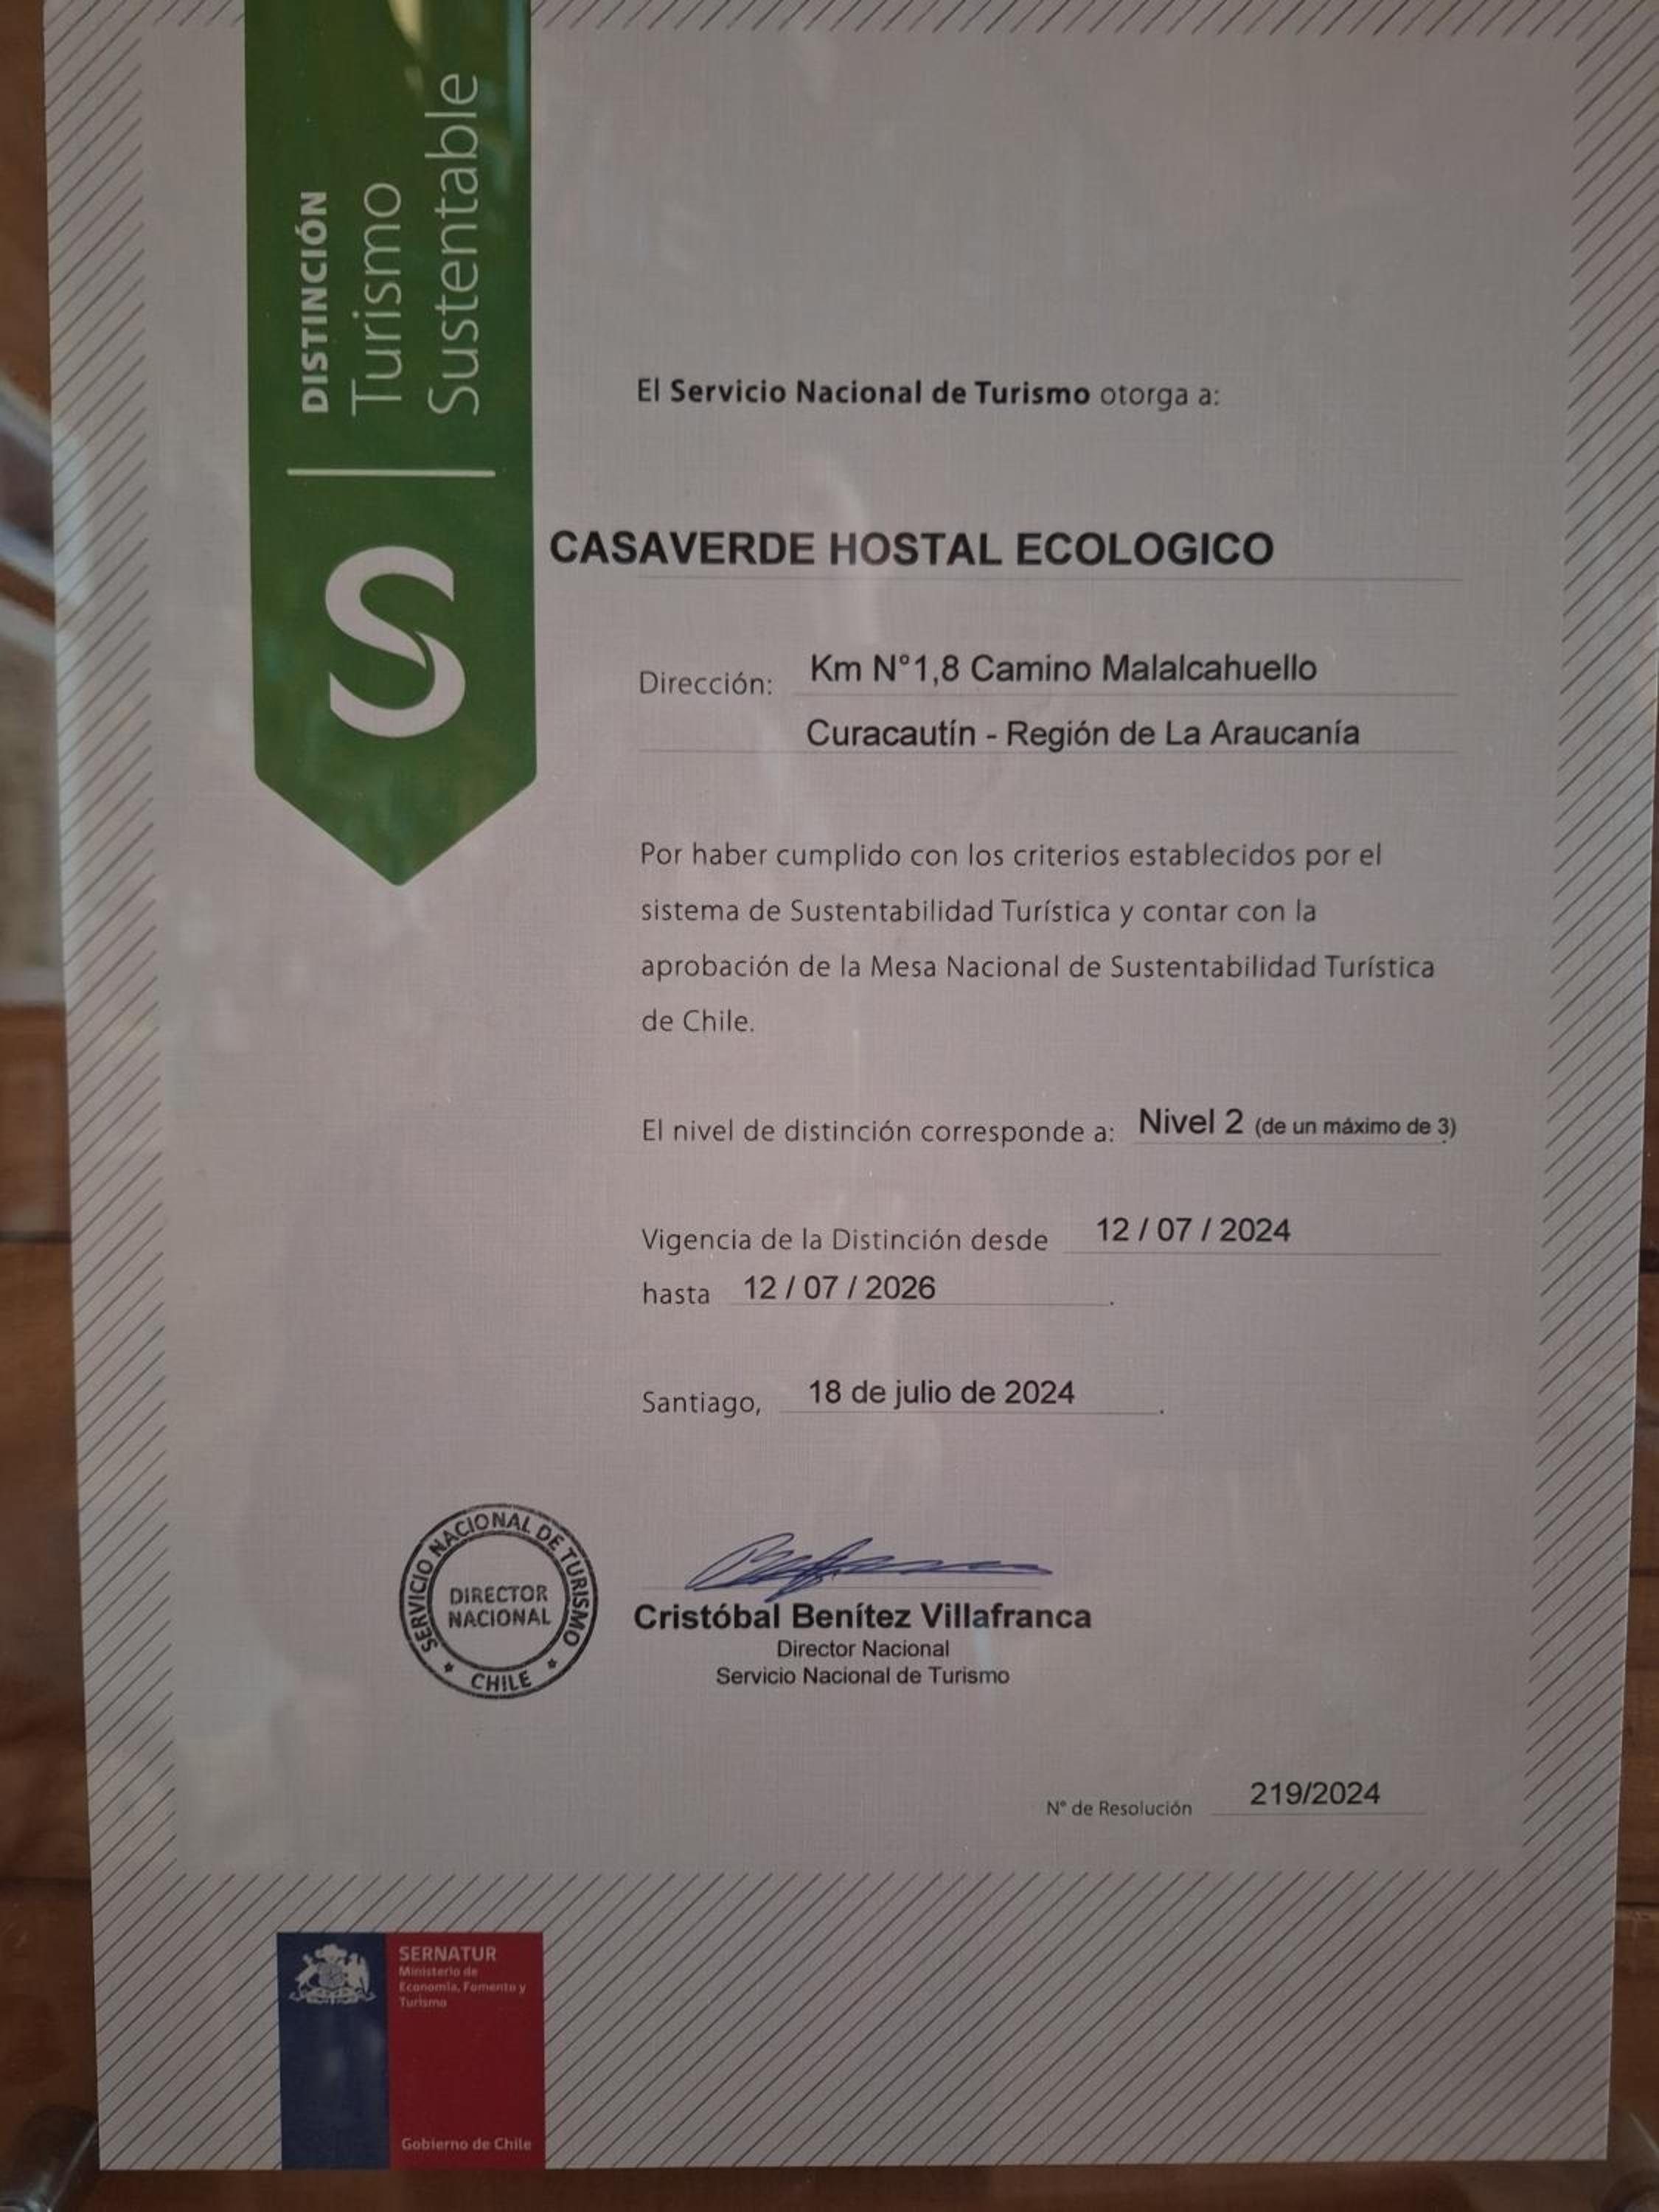 DISTINCIÓN
Turismo
Sustentable
El Servicio Nacional de Turismo otorga a:
CASAVERDE HOSTAL ECOLOGICO
Dirección: Km N°1,8 Camino Malalcahuello
Curacautín - Región de La Araucanía
Por haber cumplido con los criterios establecidos por el
sistema de Sustentabilidad Turística y contar con la
aprobación de la Mesa Nacional de Sustentabilidad Turística
de Chile.
El nivel de distinción corresponde a: Nivel 2 (de un máximo de 3).
Vigencia de la Distinción desde 12 / 07 / 2024
hasta 12 / 07 / 2026.
Santiago, 18 de julio de 2024.
SERVICIO NACIONAL DE TURISMO
DIRECTOR
NACIONAL
* CHILE *
Cristóbal Benítez Villafranca
Director Nacional
Servicio Nacional de Turismo
N° de Resolución 219/2024
SERNATUR
Ministerio de
Economía, Fomento y
Turismo
Gobierno de Chile